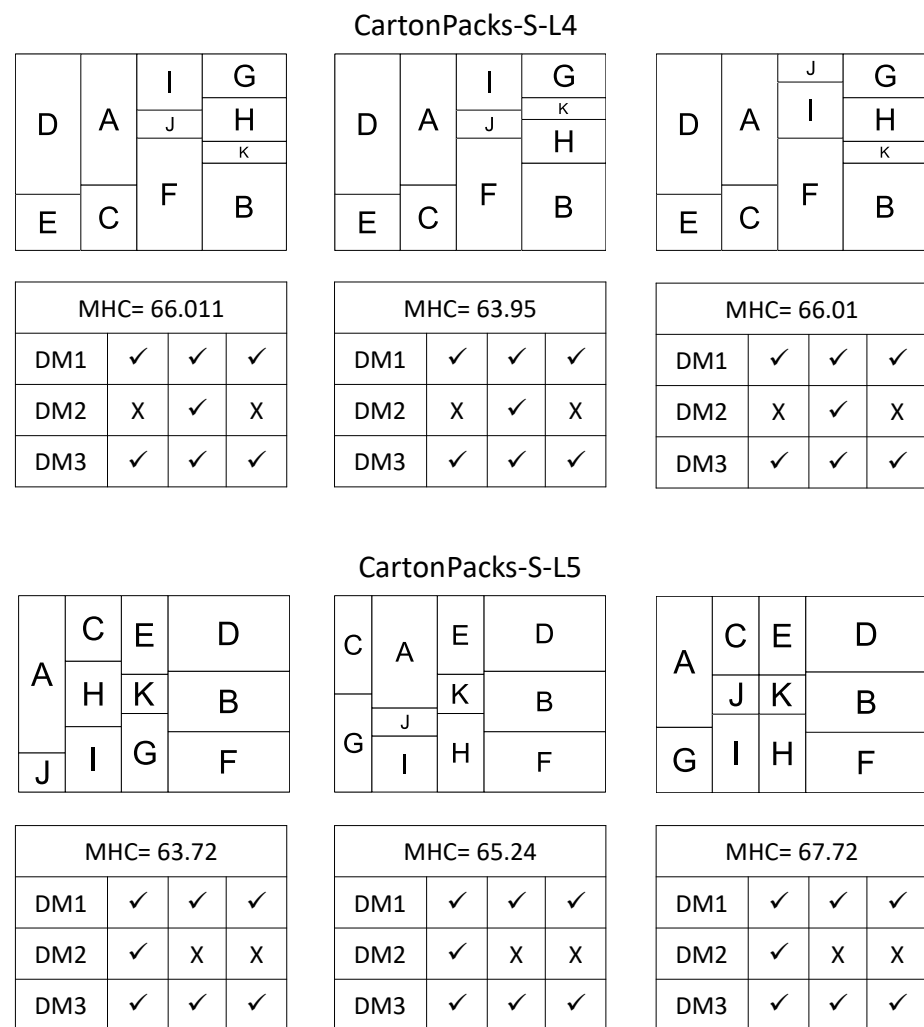 CartonPacks-S-L4
D A I G
J H
K
E C F B
D A I G
K
J H
E C F B
J G
D A I H
K
E C F B
MHC= 66.011
DM1 ✓ ✓ ✓
DM2 X ✓ X
DM3 ✓ ✓ ✓
MHC= 63.95
DM1 ✓ ✓ ✓
DM2 X ✓ X
DM3 ✓ ✓ ✓
MHC= 66.01
DM1 ✓ ✓ ✓
DM2 X ✓ X
DM3 ✓ ✓ ✓
CartonPacks-S-L5
C E D
A H K B
J I G F
C A E D
K B
G J
I H F
A C E D
J K B
G I H F
MHC= 63.72
DM1 ✓ ✓ ✓
DM2 ✓ X X
DM3 ✓ ✓ ✓
MHC= 65.24
DM1 ✓ ✓ ✓
DM2 ✓ X X
DM3 ✓ ✓ ✓
MHC= 67.72
DM1 ✓ ✓ ✓
DM2 ✓ X X
DM3 ✓ ✓ ✓